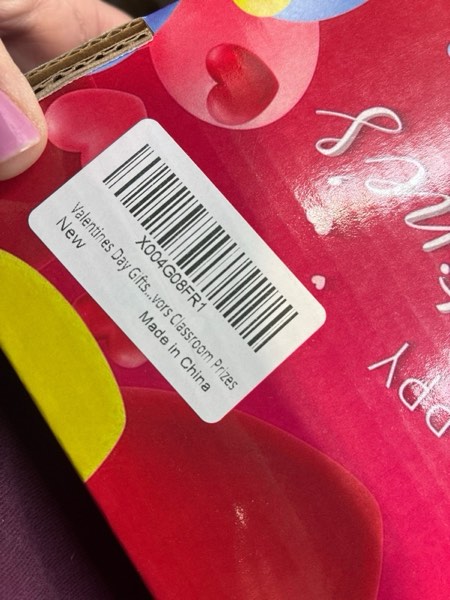 X004G08FR1
Valentines Day Gifts...vors Classroom Prizes
New
Made in China